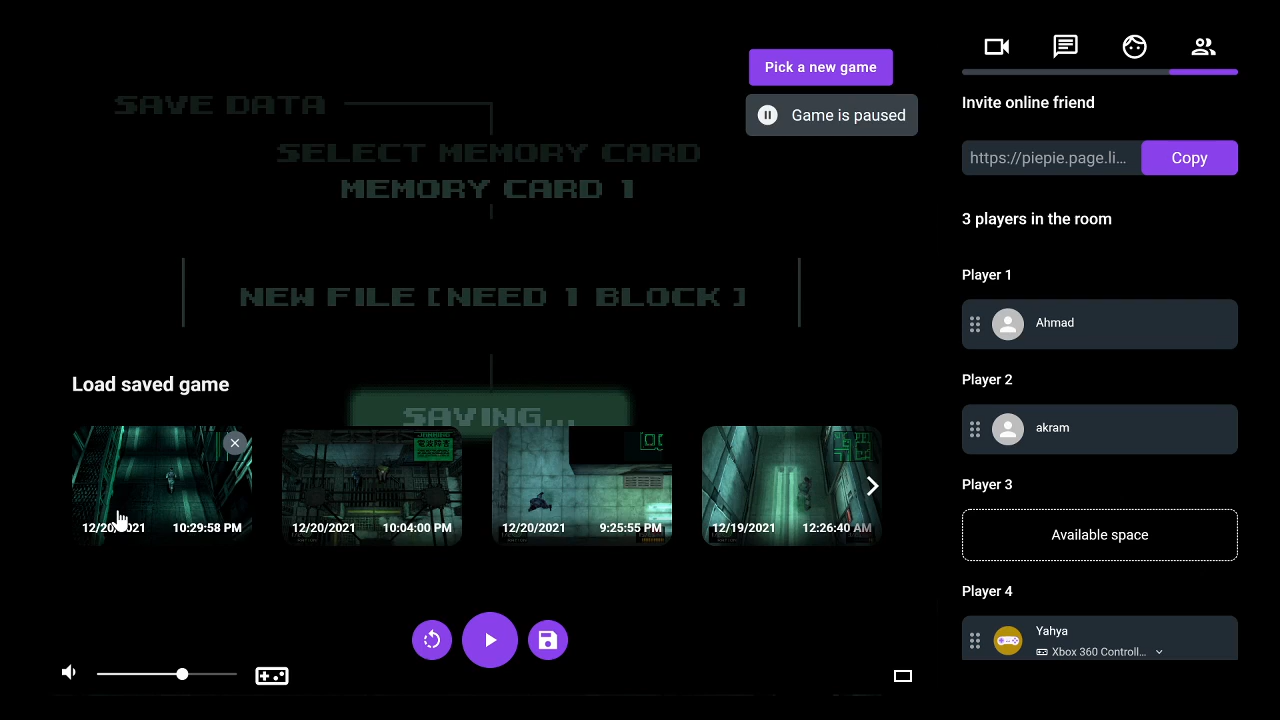 Pick a new game
Game is paused
SAVE DATA
SELECT MEMORY CARD
MEMORY CARD 1
NEW FILE [NEED 1 BLOCK ]
SAVING...
Load saved game
12/20/2021 10:29:58 PM
12/20/2021 10:04:00 PM
12/20/2021 9:25:55 PM
12/19/2021 12:26:40 AM
Invite online friend
https://piepie.page.li...
Copy
3 players in the room
Player 1
Ahmad
Player 2
akram
Player 3
Available space
Player 4
Yahya
Xbox 360 Controll...